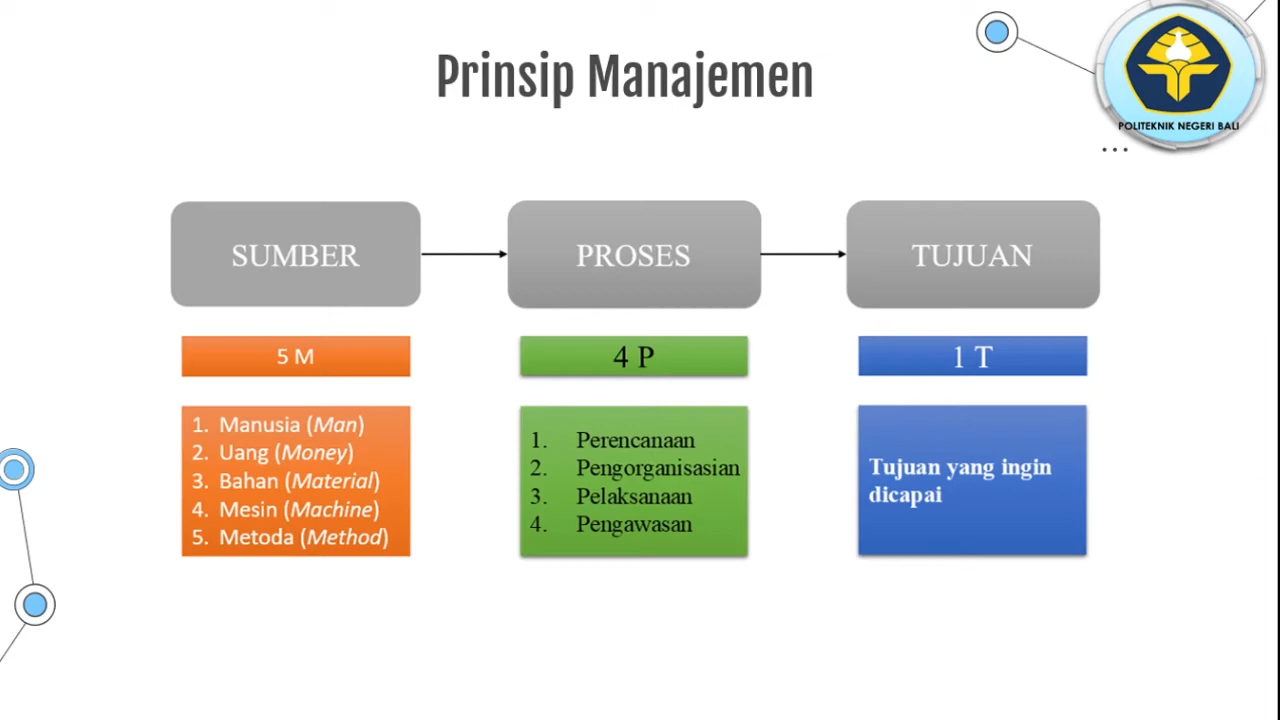 Prinsip Manajemen
POLITEKNIK NEGERI BALI
...
SUMBER
PROSES
TUJUAN
5 M
4 P
1 T
1. Manusia (Man)
2. Uang (Money)
3. Bahan (Material)
4. Mesin (Machine)
5. Metoda (Method)
1. Perencanaan
2. Pengorganisasian
3. Pelaksanaan
4. Pengawasan
Tujuan yang ingin
dicapai